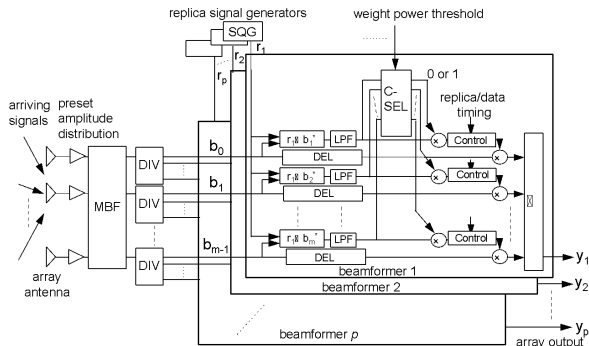 replica signal generators
SQG
r1
r2
rp
weight power threshold
0 or 1
C-
SEL
replica/data
timing
arriving
signals
preset
amplitude
distribution
b0
r1 b1*
LPF
Control
×
DEL
×
DIV
MBF
b1
r1 b2*
LPF
Control
×
DEL
×
DIV
bm-1
r1 bm*
LPF
Control
×
DEL
×
DIV
array
antenna
beamformer 1
y1
beamformer 2
y2
beamformer p
yp
array output